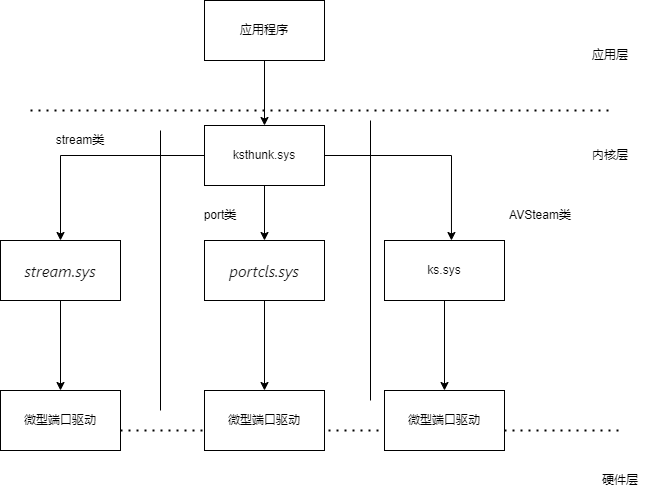 应用程序
应用层
stream类
ksthunk.sys
内核层
port类
AVSteam类
stream.sys
portcls.sys
ks.sys
微型端口驱动
微型端口驱动
微型端口驱动
硬件层